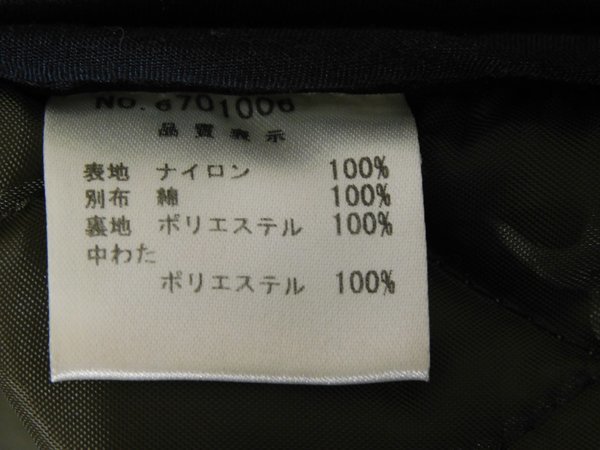 NO.6701006
品質表示
表地 ナイロン 100%
別布 綿 100%
裏地 ポリエステル 100%
中わた
ポリエステル 100%